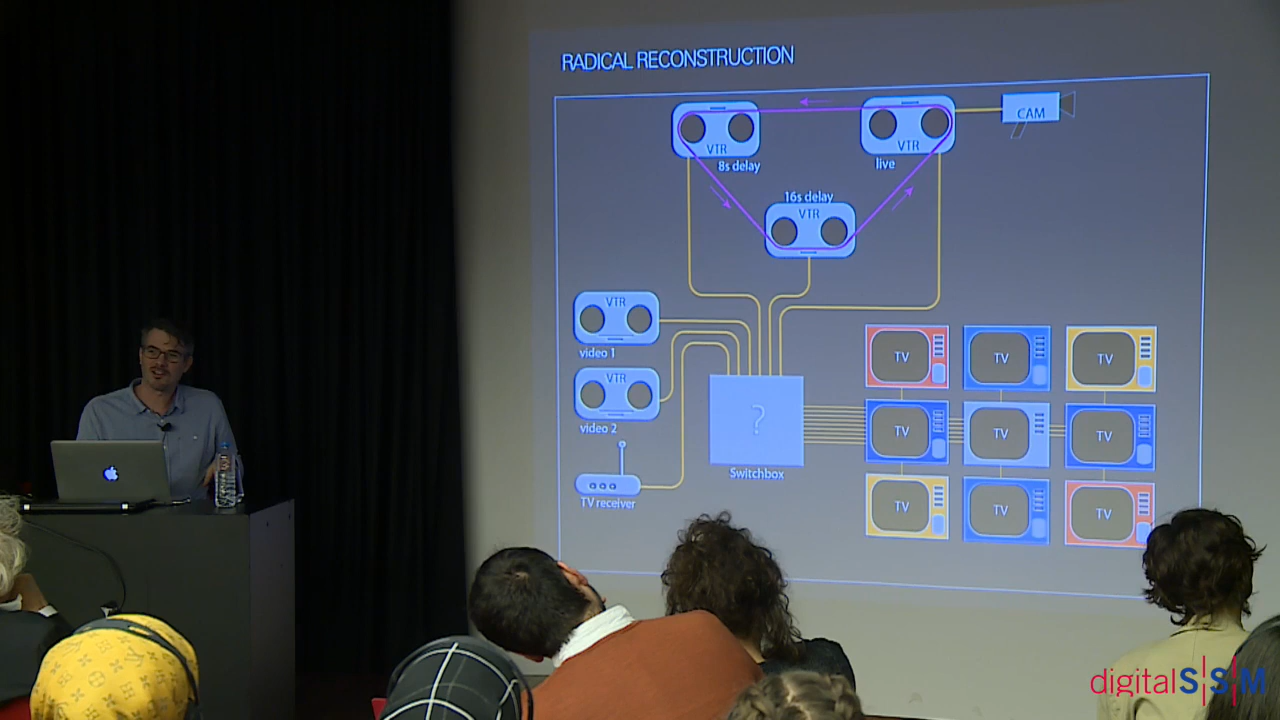 RADICAL RECONSTRUCTION
CAM
VTR
8s delay
VTR
live
16s delay
VTR
VTR
video 1
VTR
video 2
TV receiver
?
Switchbox
TV TV TV
TV TV TV
TV TV TV
digitalSSM